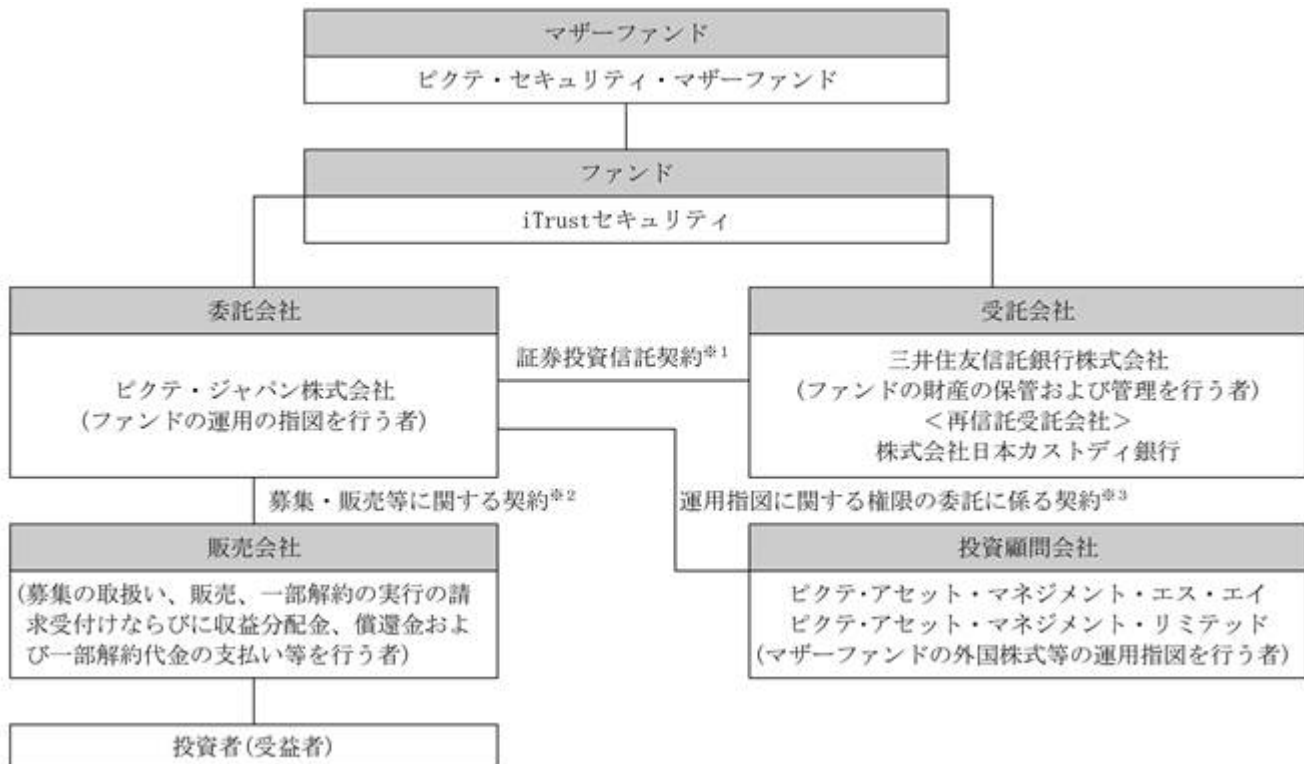 マザーファンド
ピクテ・セキュリティ・マザーファンド
ファンド
iTrustセキュリティ
委託会社
ピクテ・ジャパン株式会社
(ファンドの運用の指図を行う者)
証券投資信託契約※1
受託会社
三井住友信託銀行株式会社
(ファンドの財産の保管および管理を行う者)
<再信託受託会社>
株式会社日本カストディ銀行
募集・販売等に関する契約※2
運用指図に関する権限の委託に係る契約※3
販売会社
(募集の取扱い、販売、一部解約の実行の請
求受付けならびに収益分配金、償還金およ
び一部解約代金の支払い等を行う者)
投資顧問会社
ピクテ・アセット・マネジメント・エス・エイ
ピクテ・アセット・マネジメント・リミテッド
(マザーファンドの外国株式等の運用指図を行う者)
投資者(受益者)